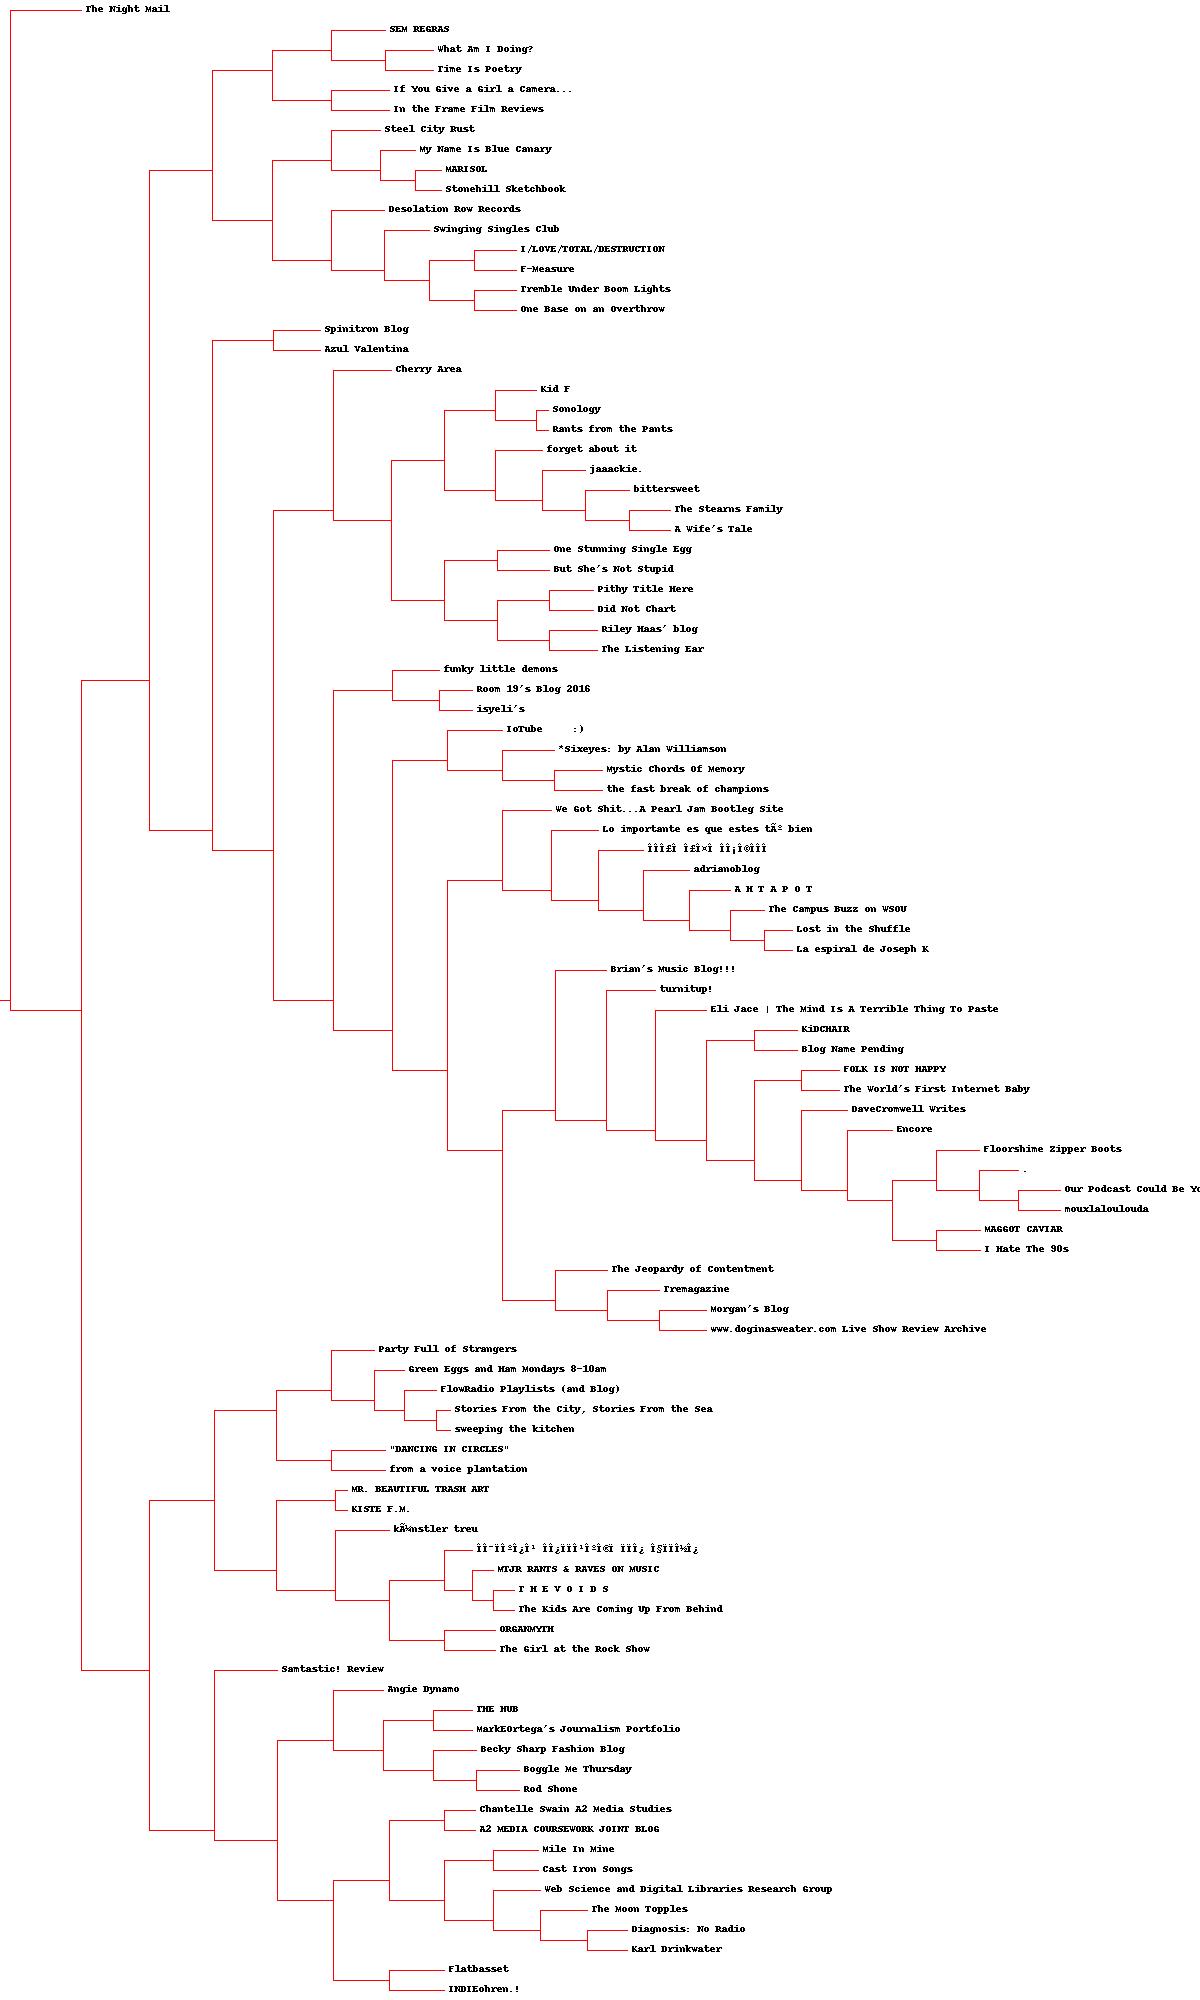 The Night Mail
SEM REGRAS
What Am I Doing?
Time Is Poetry
If You Give a Girl a Camera...
In the Frame Film Reviews
Steel City Rust
My Name Is Blue Canary
MARISOL
Stonehill Sketchbook
Desolation Row Records
Swinging Singles Club
I/LOVE/TOTAL/DESTRUCTION
F-Measure
Tremble Under Boom Lights
One Base on an Overthrow
Spinitron Blog
Azul Valentina
Cherry Area
Kid F
Sonology
Rants from the Pants
forget about it
jaaackie.
bittersweet
The Stearns Family
A Wife's Tale
One Stunning Single Egg
But She's Not Stupid
Pithy Title Here
Did Not Chart
Riley Haas' blog
The Listening Ear
funky little demons
Room 19's Blog 2016
isyeli's
IoTube     :)
*Sixeyes: by Alan Williamson
Mystic Chords Of Memory
the fast break of champions
We Got Shit...A Pearl Jam Bootleg Site
Lo importante es que estes tÃº bien
adrianoblog
A H T A P O T
The Campus Buzz on WSOU
Lost in the Shuffle
La espiral de Joseph K
Brian's Music Blog!!!
turnitup!
Eli Jace | The Mind Is A Terrible Thing To Paste
KiDCHAIR
Blog Name Pending
FOLK IS NOT HAPPY
The World's First Internet Baby
DaveCromwell Writes
Encore
Floorshime Zipper Boots
.
Our Podcast Could Be Yo
mouxlaloulouda
MAGGOT CAVIAR
I Hate The 90s
The Jeopardy of Contentment
Tremagazine
Morgan's Blog
www.doginasweater.com Live Show Review Archive
Party Full of Strangers
Green Eggs and Ham Mondays 8-10am
FlowRadio Playlists (and Blog)
Stories From the City, Stories From the Sea
sweeping the kitchen
"DANCING IN CIRCLES"
from a voice plantation
MR. BEAUTIFUL TRASH ART
KISTE F.M.
kÃ¼nstler treu
MTJR RANTS & RAVES ON MUSIC
T H E V O I D S
The Kids Are Coming Up From Behind
ORGANMYTH
The Girl at the Rock Show
Samtastic! Review
Angie Dynamo
THE HUB
MarkEOrtega's Journalism Portfolio
Becky Sharp Fashion Blog
Boggle Me Thursday
Rod Shone
Chantelle Swain A2 Media Studies
A2 MEDIA COURSEWORK JOINT BLOG
Mile In Mine
Cast Iron Songs
Web Science and Digital Libraries Research Group
The Moon Topples
Diagnosis: No Radio
Karl Drinkwater
Flatbasset
INDIEohren.!